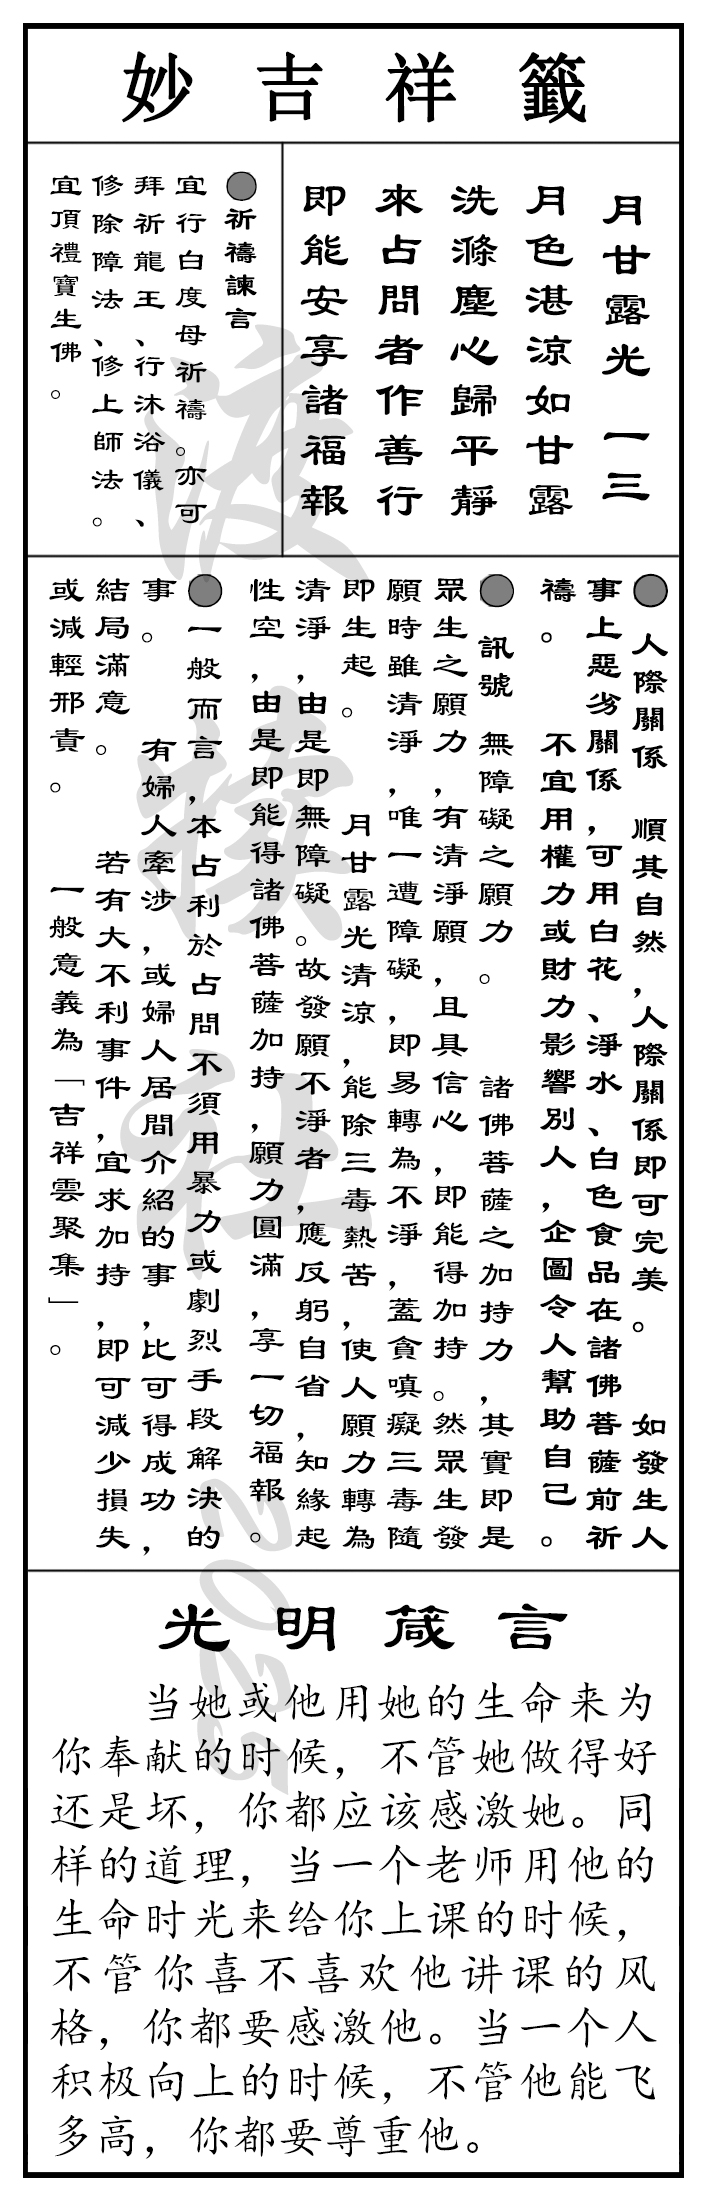 妙吉祥籤
月甘露光 一三
月色湛涼如甘露
洗滌塵心歸平靜
來占問者作善行
即能安享諸福報
●祈禱諫言
宜行白度母祈禱。亦可
拜祈龍王、行沐浴儀、
修除障法、修上師法。
宜頂禮寶生佛。
● 人際關係 順其自然，人際關係即可完美。 如發生人
事上惡劣關係，可用白花、淨水、白色食品在諸佛菩薩前祈
禱。 不宜用權力或財力影響別人，企圖令人幫助自己。
● 訊號 無障礙之願力。 諸佛菩薩之加持力，其實即是
眾生之願力，有清淨願，且具信心，即能得加持。然眾生發
願時雖清淨，唯一遭障礙，即易轉為不淨，蓋貪嗔癡三毒隨
即生起。 月甘露光清涼，能除三毒熱苦，使人願力轉為
清淨，由是即無障礙。故發願不淨者，應反躬自省，知緣起
性空，由是即能得諸佛菩薩加持，願力圓滿，享一切福報。
●一般而言，本占利於占問不須用暴力或劇烈手段解決的
事。 有婦人牽涉，或婦人居間介紹的事，比可得成功，
結局滿意。 若有大不利事件，宜求加持，即可減少損失
或減輕邪責。 一般意義為「吉祥雲聚集」。
光明箴言
当她或他用她的生命来为
你奉献的时候，不管她做得好
还是坏，你都应该感激她。同
样的道理，当一个老师用他的
生命时光来给你上课的时候，
不管你喜不喜欢他讲课的风
格，你都要感激他。当一个人
积极向上的时候，不管他能飞
多高，你都要尊重他。
渡读社 2025